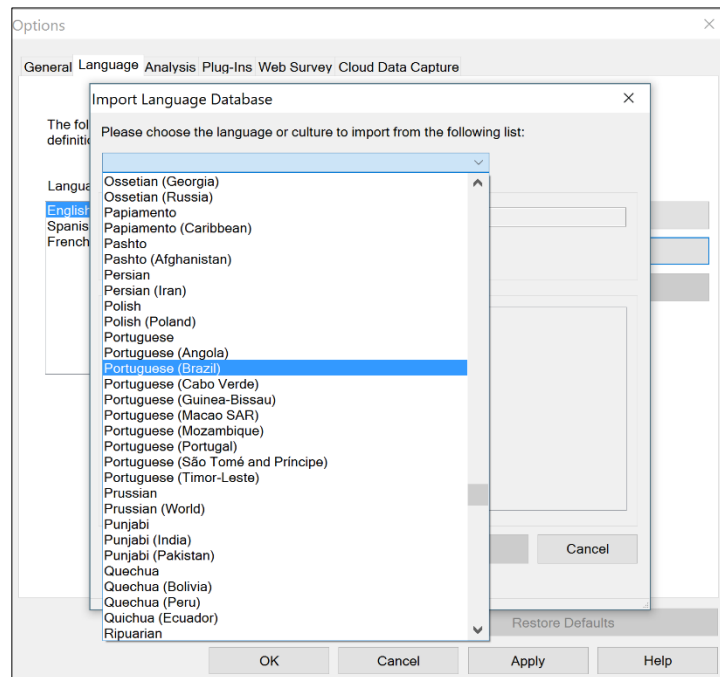 Options
General Language Analysis Plug-Ins Web Survey Cloud Data Capture
Import Language Database
The fol
definitio
Please choose the language or culture to import from the following list:
Langua
English
Spanis
French
Ossetian (Georgia)
Ossetian (Russia)
Papiamento
Papiamento (Caribbean)
Pashto
Pashto (Afghanistan)
Persian
Persian (Iran)
Polish
Polish (Poland)
Portuguese
Portuguese (Angola)
Portuguese (Brazil)
Portuguese (Cabo Verde)
Portuguese (Guinea-Bissau)
Portuguese (Macao SAR)
Portuguese (Mozambique)
Portuguese (Portugal)
Portuguese (São Tomé and Príncipe)
Portuguese (Timor-Leste)
Prussian
Prussian (World)
Punjabi
Punjabi (India)
Punjabi (Pakistan)
Quechua
Quechua (Bolivia)
Quechua (Peru)
Quichua (Ecuador)
Ripuarian
Cancel
Restore Defaults
OK Cancel Apply Help